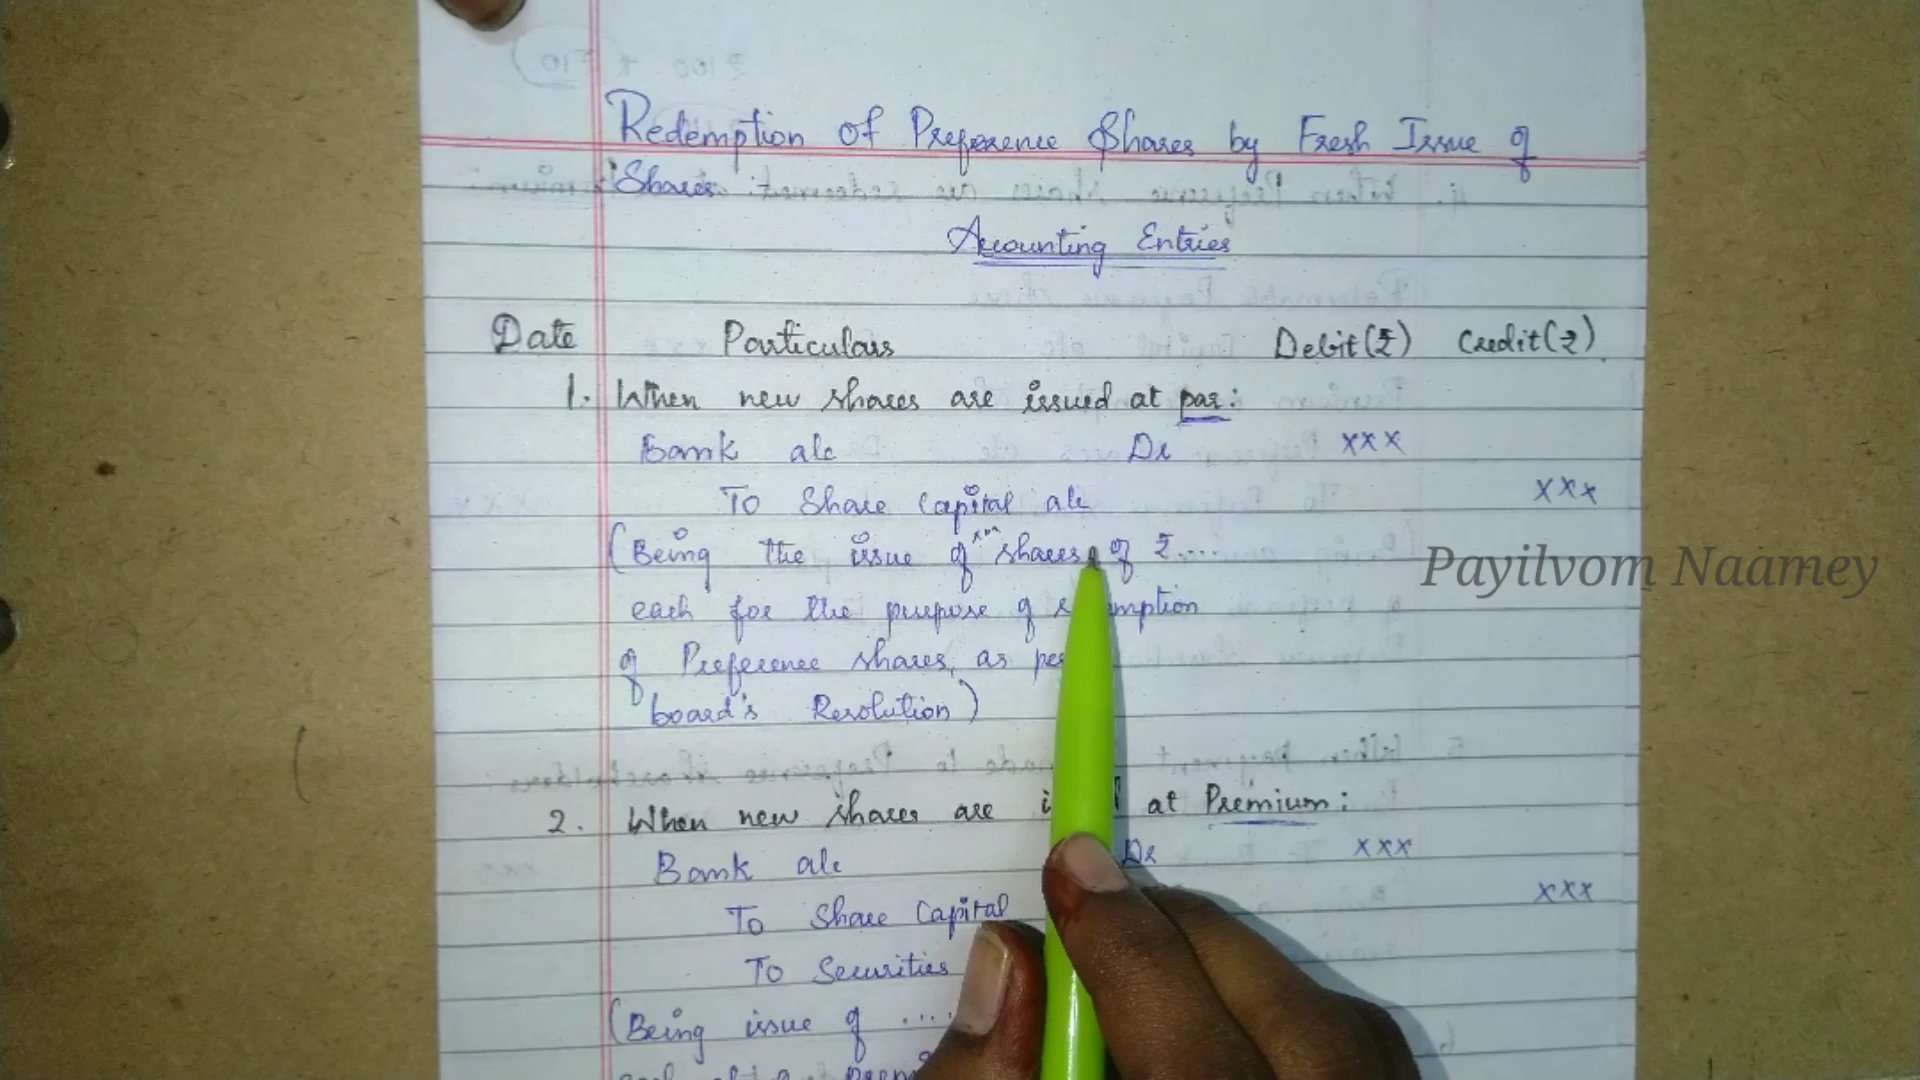 Redemption Of Preference Shares by Fresh Issue of
Shares
Accounting Entries
Date Particulars Debit(₹) Credit(₹)
1. When new shares are issued at par:
Bank a/c Dr xxx
To Share Capital a/c xxx
(Being the issue of xxx shares of ₹....
each for the purpose of
of Preference shares, as per
board's Resolution)
2. When new shares are at Premium:
Bank a/c Dr xxx
To Share Capital xxx
To Securities
(Being issue of ....
Payilvom Naamey